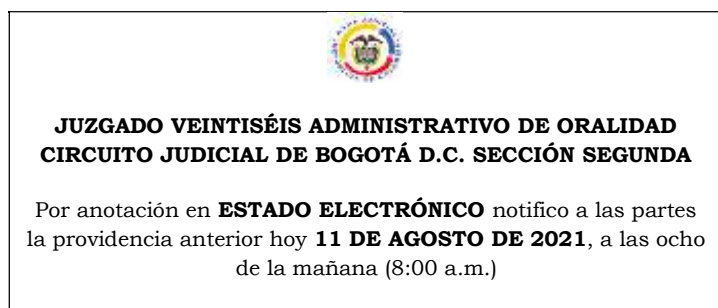 JUZGADO VEINTISÉIS ADMINISTRATIVO DE ORALIDAD
CIRCUITO JUDICIAL DE BOGOTÁ D.C. SECCIÓN SEGUNDA
Por anotación en ESTADO ELECTRÓNICO notifico a las partes
la providencia anterior hoy 11 DE AGOSTO DE 2021, a las ocho
de la mañana (8:00 a.m.)